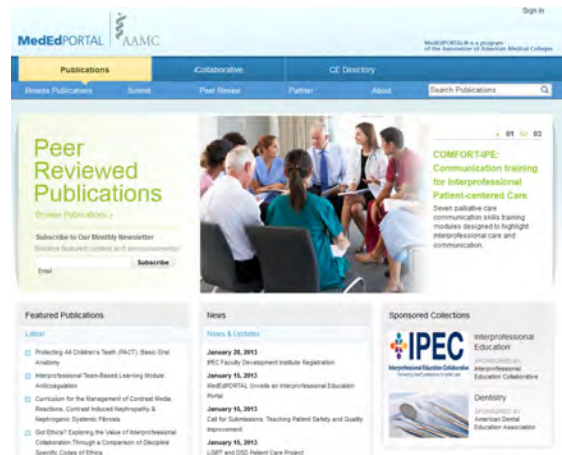 Sign In
MedEdPORTAL
AAMC
MedEdPORTAL® is a program
of the Association of American Medical Colleges
Publications
iCollaborative
CE Directory
Browse Publications
Submit
Peer Review
Partner
About
Search Publications
Peer
Reviewed
Publications
Browse Publications >
Subscribe to Our Monthly Newsletter
Receive featured content and announcements!
Email
Subscribe
01 02 03
COMFORT-IPE:
Communication training
for Interprofessional
Patient-centered Care
Seven palliative care
communication skills training
modules designed to highlight
interprofessional care and
communication.
Featured Publications
Latest
Protecting All Children's Teeth (PACT): Basic Oral
Anatomy
Interprofessional Team-Based Learning Module:
Anticoagulation
Curriculum for the Management of Contrast Media
Reactions, Contrast Induced Nephropathy &
Nephrogenic Systemic Fibrosis
Got Ethics? Exploring the Value of Interprofessional
Collaboration Through a Comparison of Discipline
Specific Codes of Ethics
News
News & Updates
January 28, 2013
IPEC Faculty Development Institute Registration
January 15, 2013
MedEdPORTAL Unveils an Interprofessional Education
Portal
January 15, 2013
Call for Submissions: Teaching Patient Safety and Quality
Improvement
January 15, 2013
LGBT and DSD Patient Care Project
Sponsored Collections
IPEC
Interprofessional Education Collaborative
Interprofessional
Education
SPONSORED BY
Interprofessional
Education Collaborative
Dentistry
SPONSORED BY
American Dental
Education Association